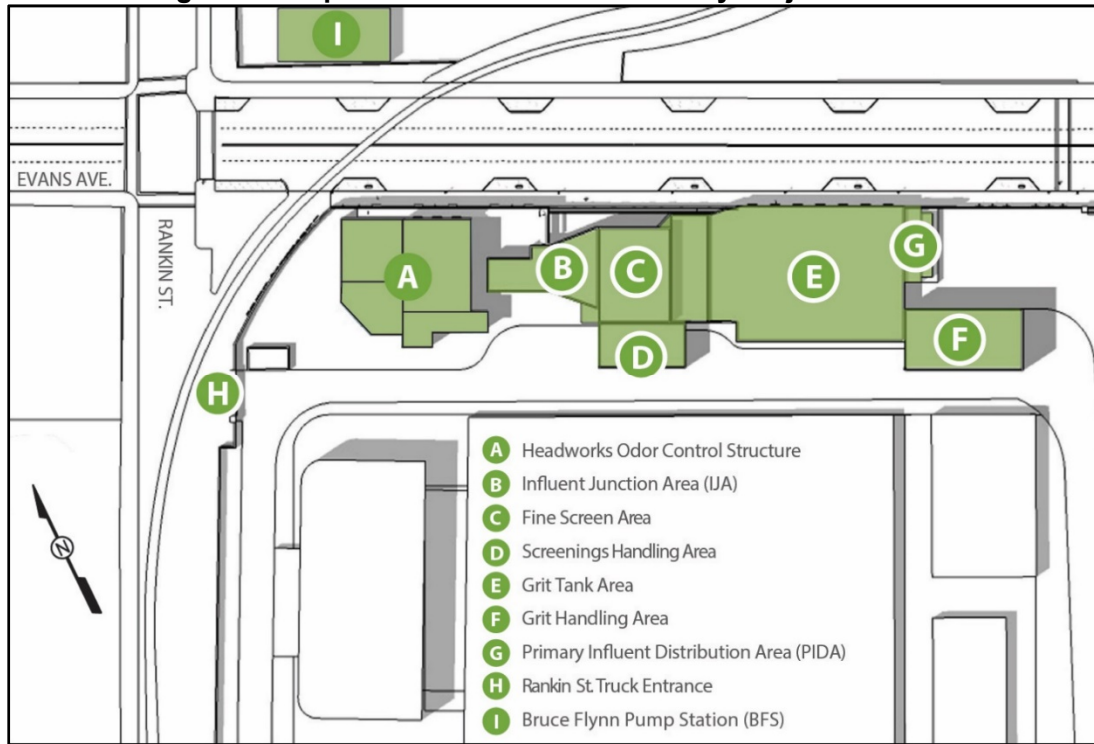 I
EVANS AVE.
RANKIN ST.
A
B
C
E
G
D
F
H
N
A Headworks Odor Control Structure
B Influent Junction Area (IJA)
C Fine Screen Area
D Screenings Handling Area
E Grit Tank Area
F Grit Handling Area
G Primary Influent Distribution Area (PIDA)
H Rankin St. Truck Entrance
I Bruce Flynn Pump Station (BFS)